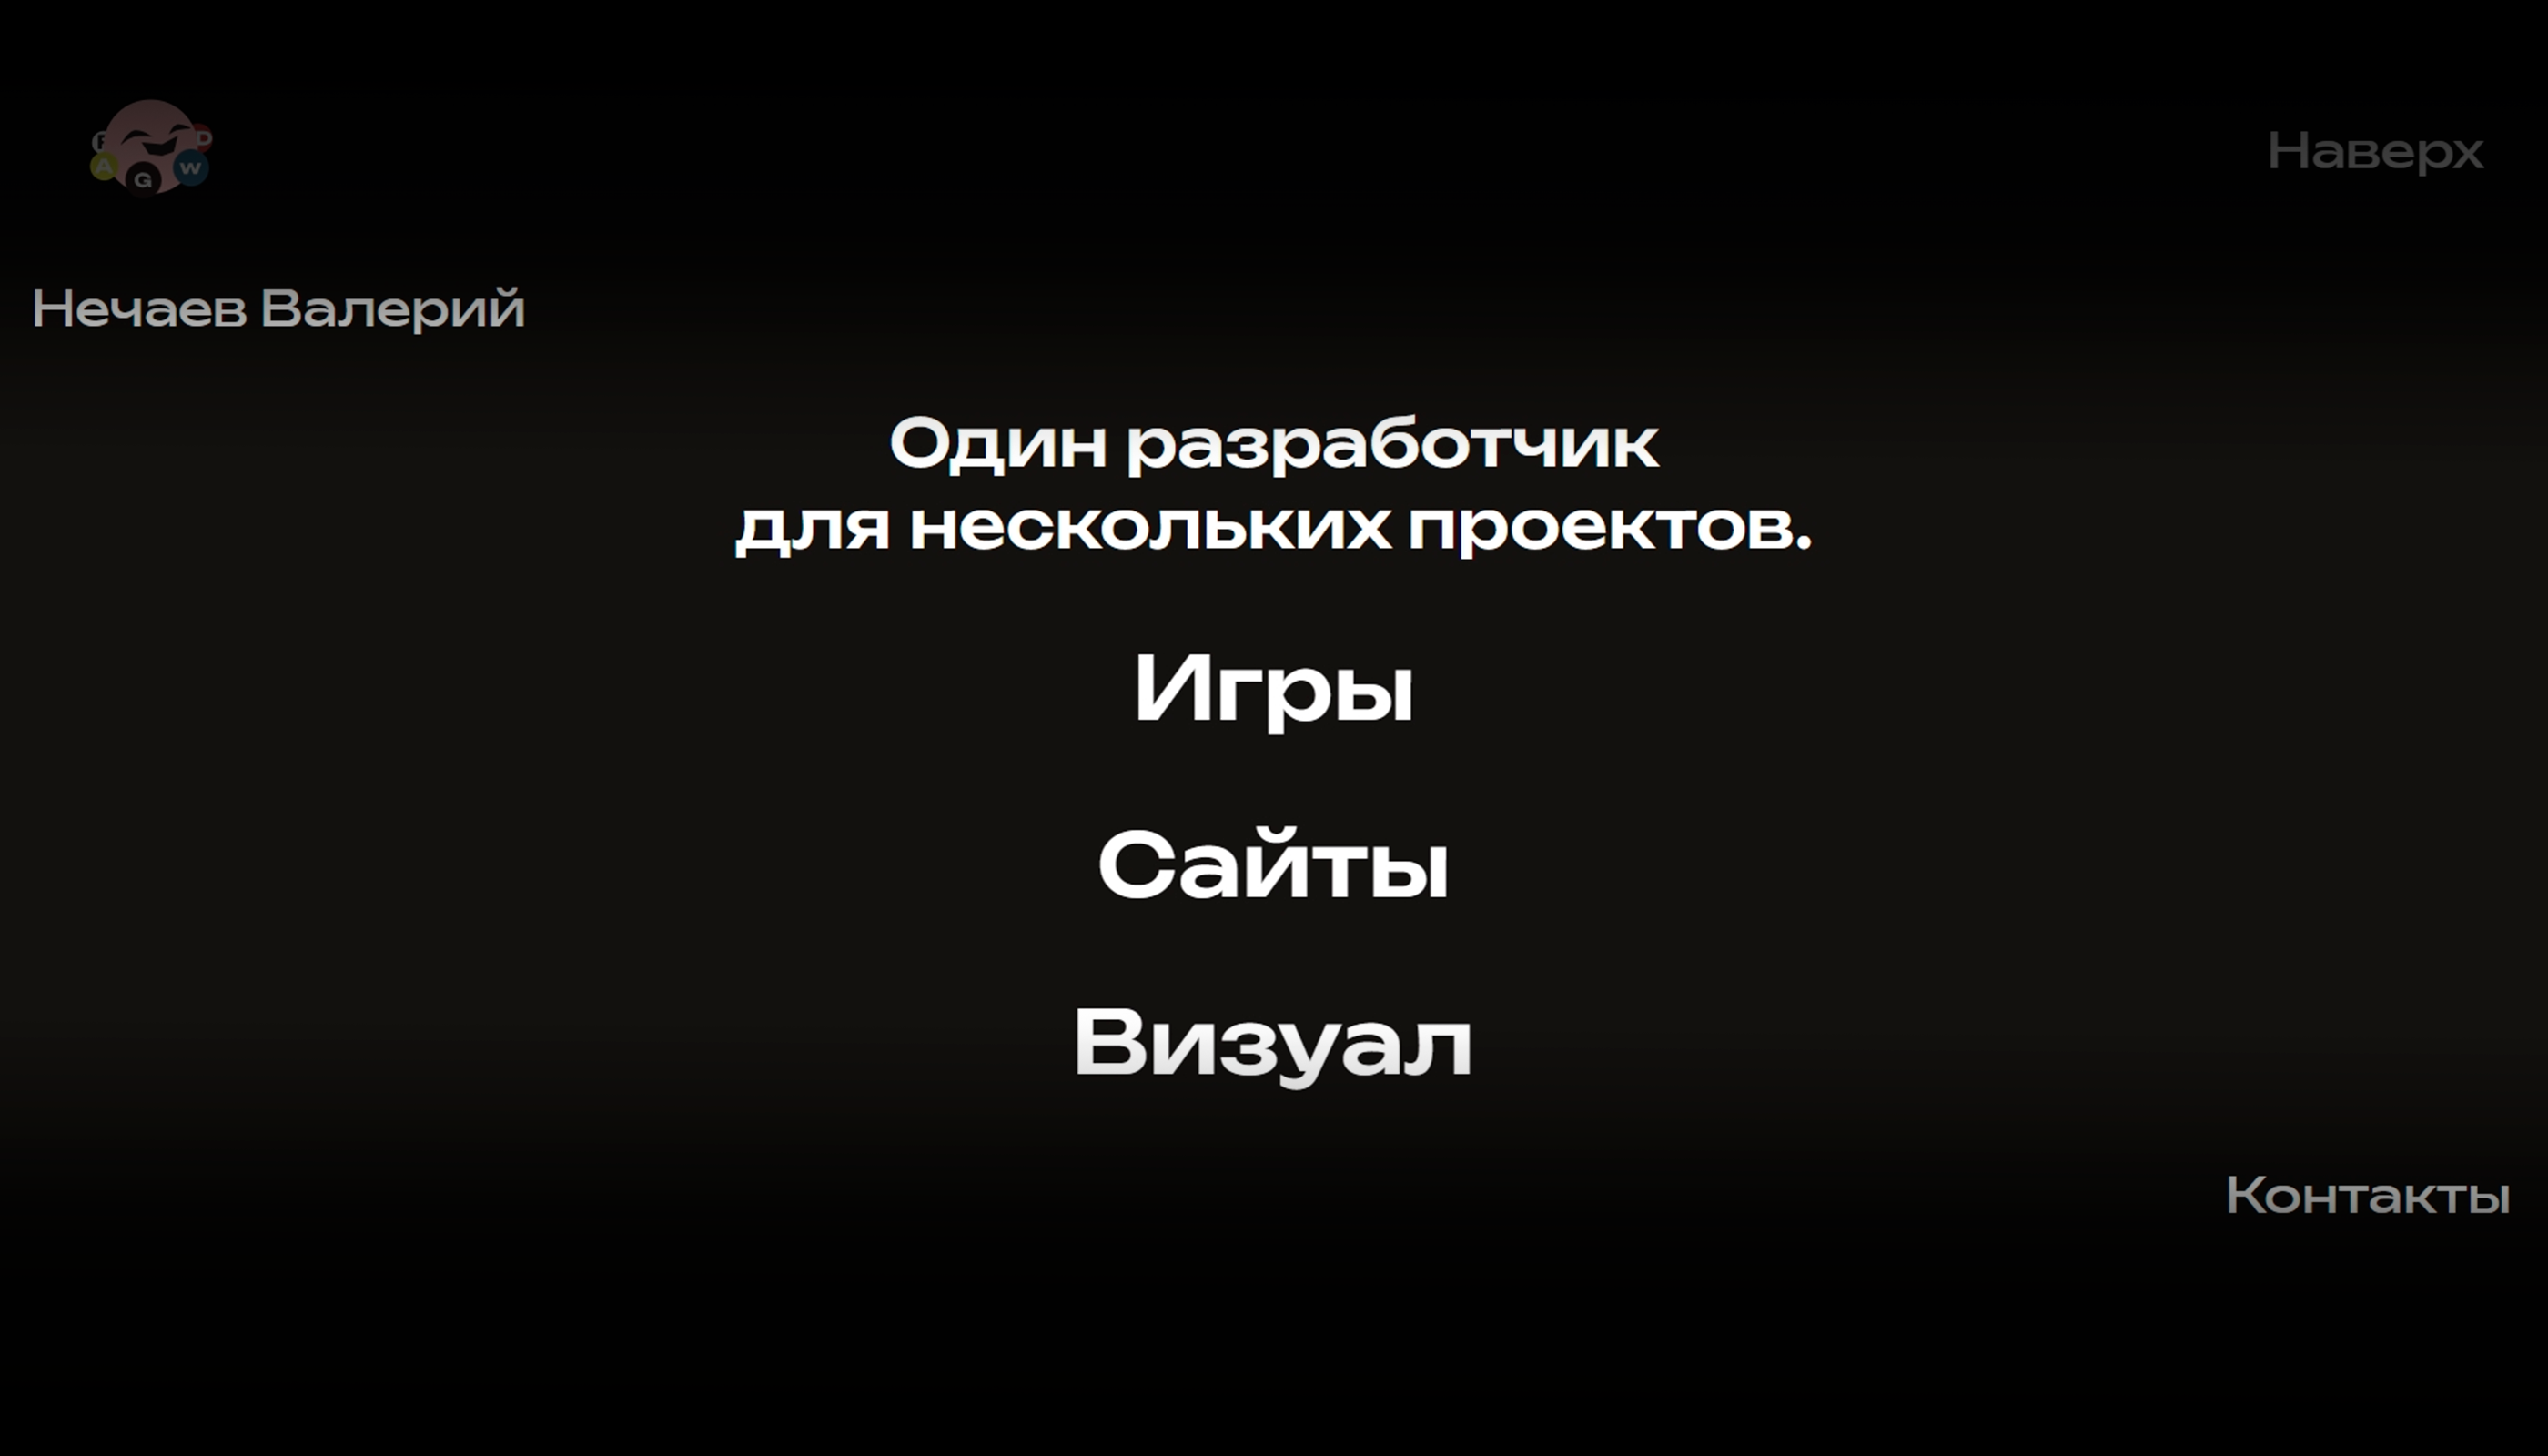 F D
A G W
Наверх
Нечаев Валерий
Один разработчик
для нескольких проектов.
Игры
Сайты
Визуал
Контакты